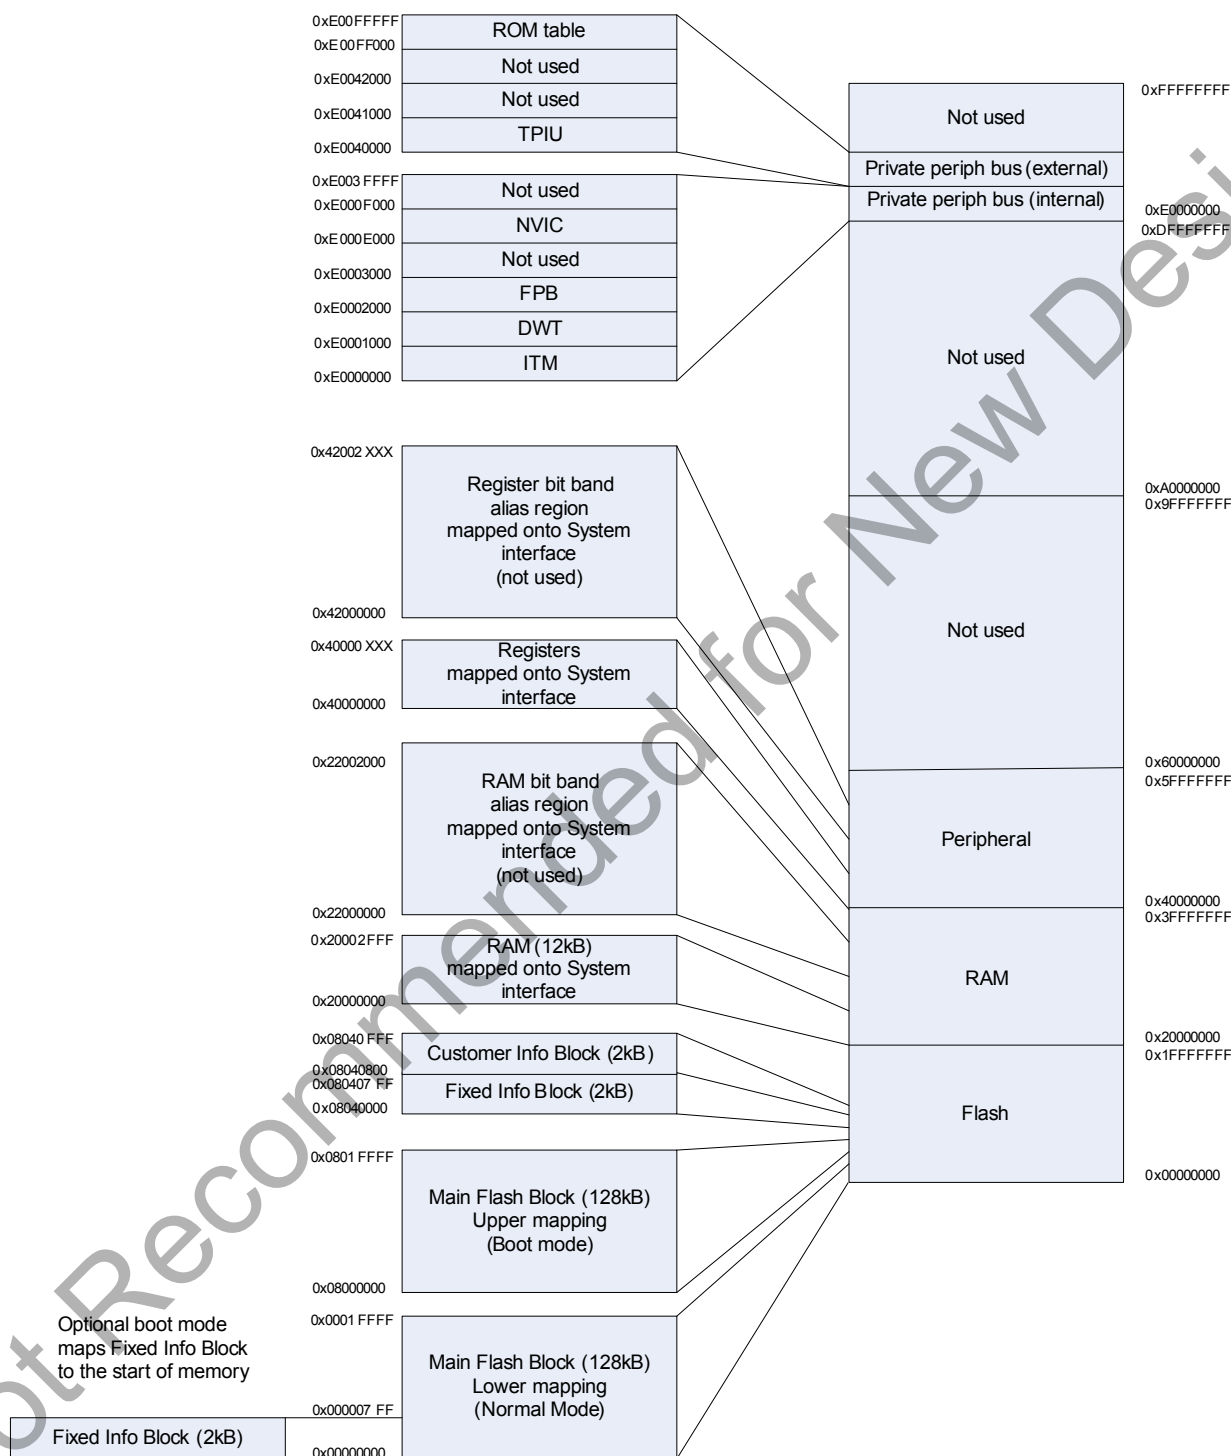 0xE00FFFFF
ROM table
0xE00FF000
Not used
0xE0042000
Not used
0xE0041000
TPIU
0xE0040000
0xE003FFFF
Not used
0xE000F000
NVIC
0xE000E000
Not used
0xE0003000
FPB
0xE0002000
DWT
0xE0001000
ITM
0xE0000000
0x42002XXX
Register bit band
alias region
mapped onto System
interface
(not used)
0x42000000
0x40000XXX
Registers
mapped onto System
interface
0x40000000
0x22002000
RAM bit band
alias region
mapped onto System
interface
(not used)
0x22000000
0x20002FFF
RAM (12kB)
mapped onto System
interface
0x20000000
0x08040FFF
Customer Info Block (2kB)
0x08040800
0x080407FF
Fixed Info Block (2kB)
0x08040000
0x0801FFFF
Main Flash Block (128kB)
Upper mapping
(Boot mode)
0x08000000
0x0001FFFF
Main Flash Block (128kB)
Lower mapping
(Normal Mode)
0x000007FF
0x00000000
Optional boot mode
maps Fixed Info Block
to the start of memory
Fixed Info Block (2kB)
0xFFFFFFFF
Not used
Private periph bus (external)
Private periph bus (internal)
0xE0000000
0xDFFFFFFF
Not used
0xA0000000
0x9FFFFFFF
Not used
0x60000000
0x5FFFFFFF
Peripheral
0x40000000
0x3FFFFFFF
RAM
0x20000000
0x1FFFFFFF
Flash
0x00000000
Recommended for New